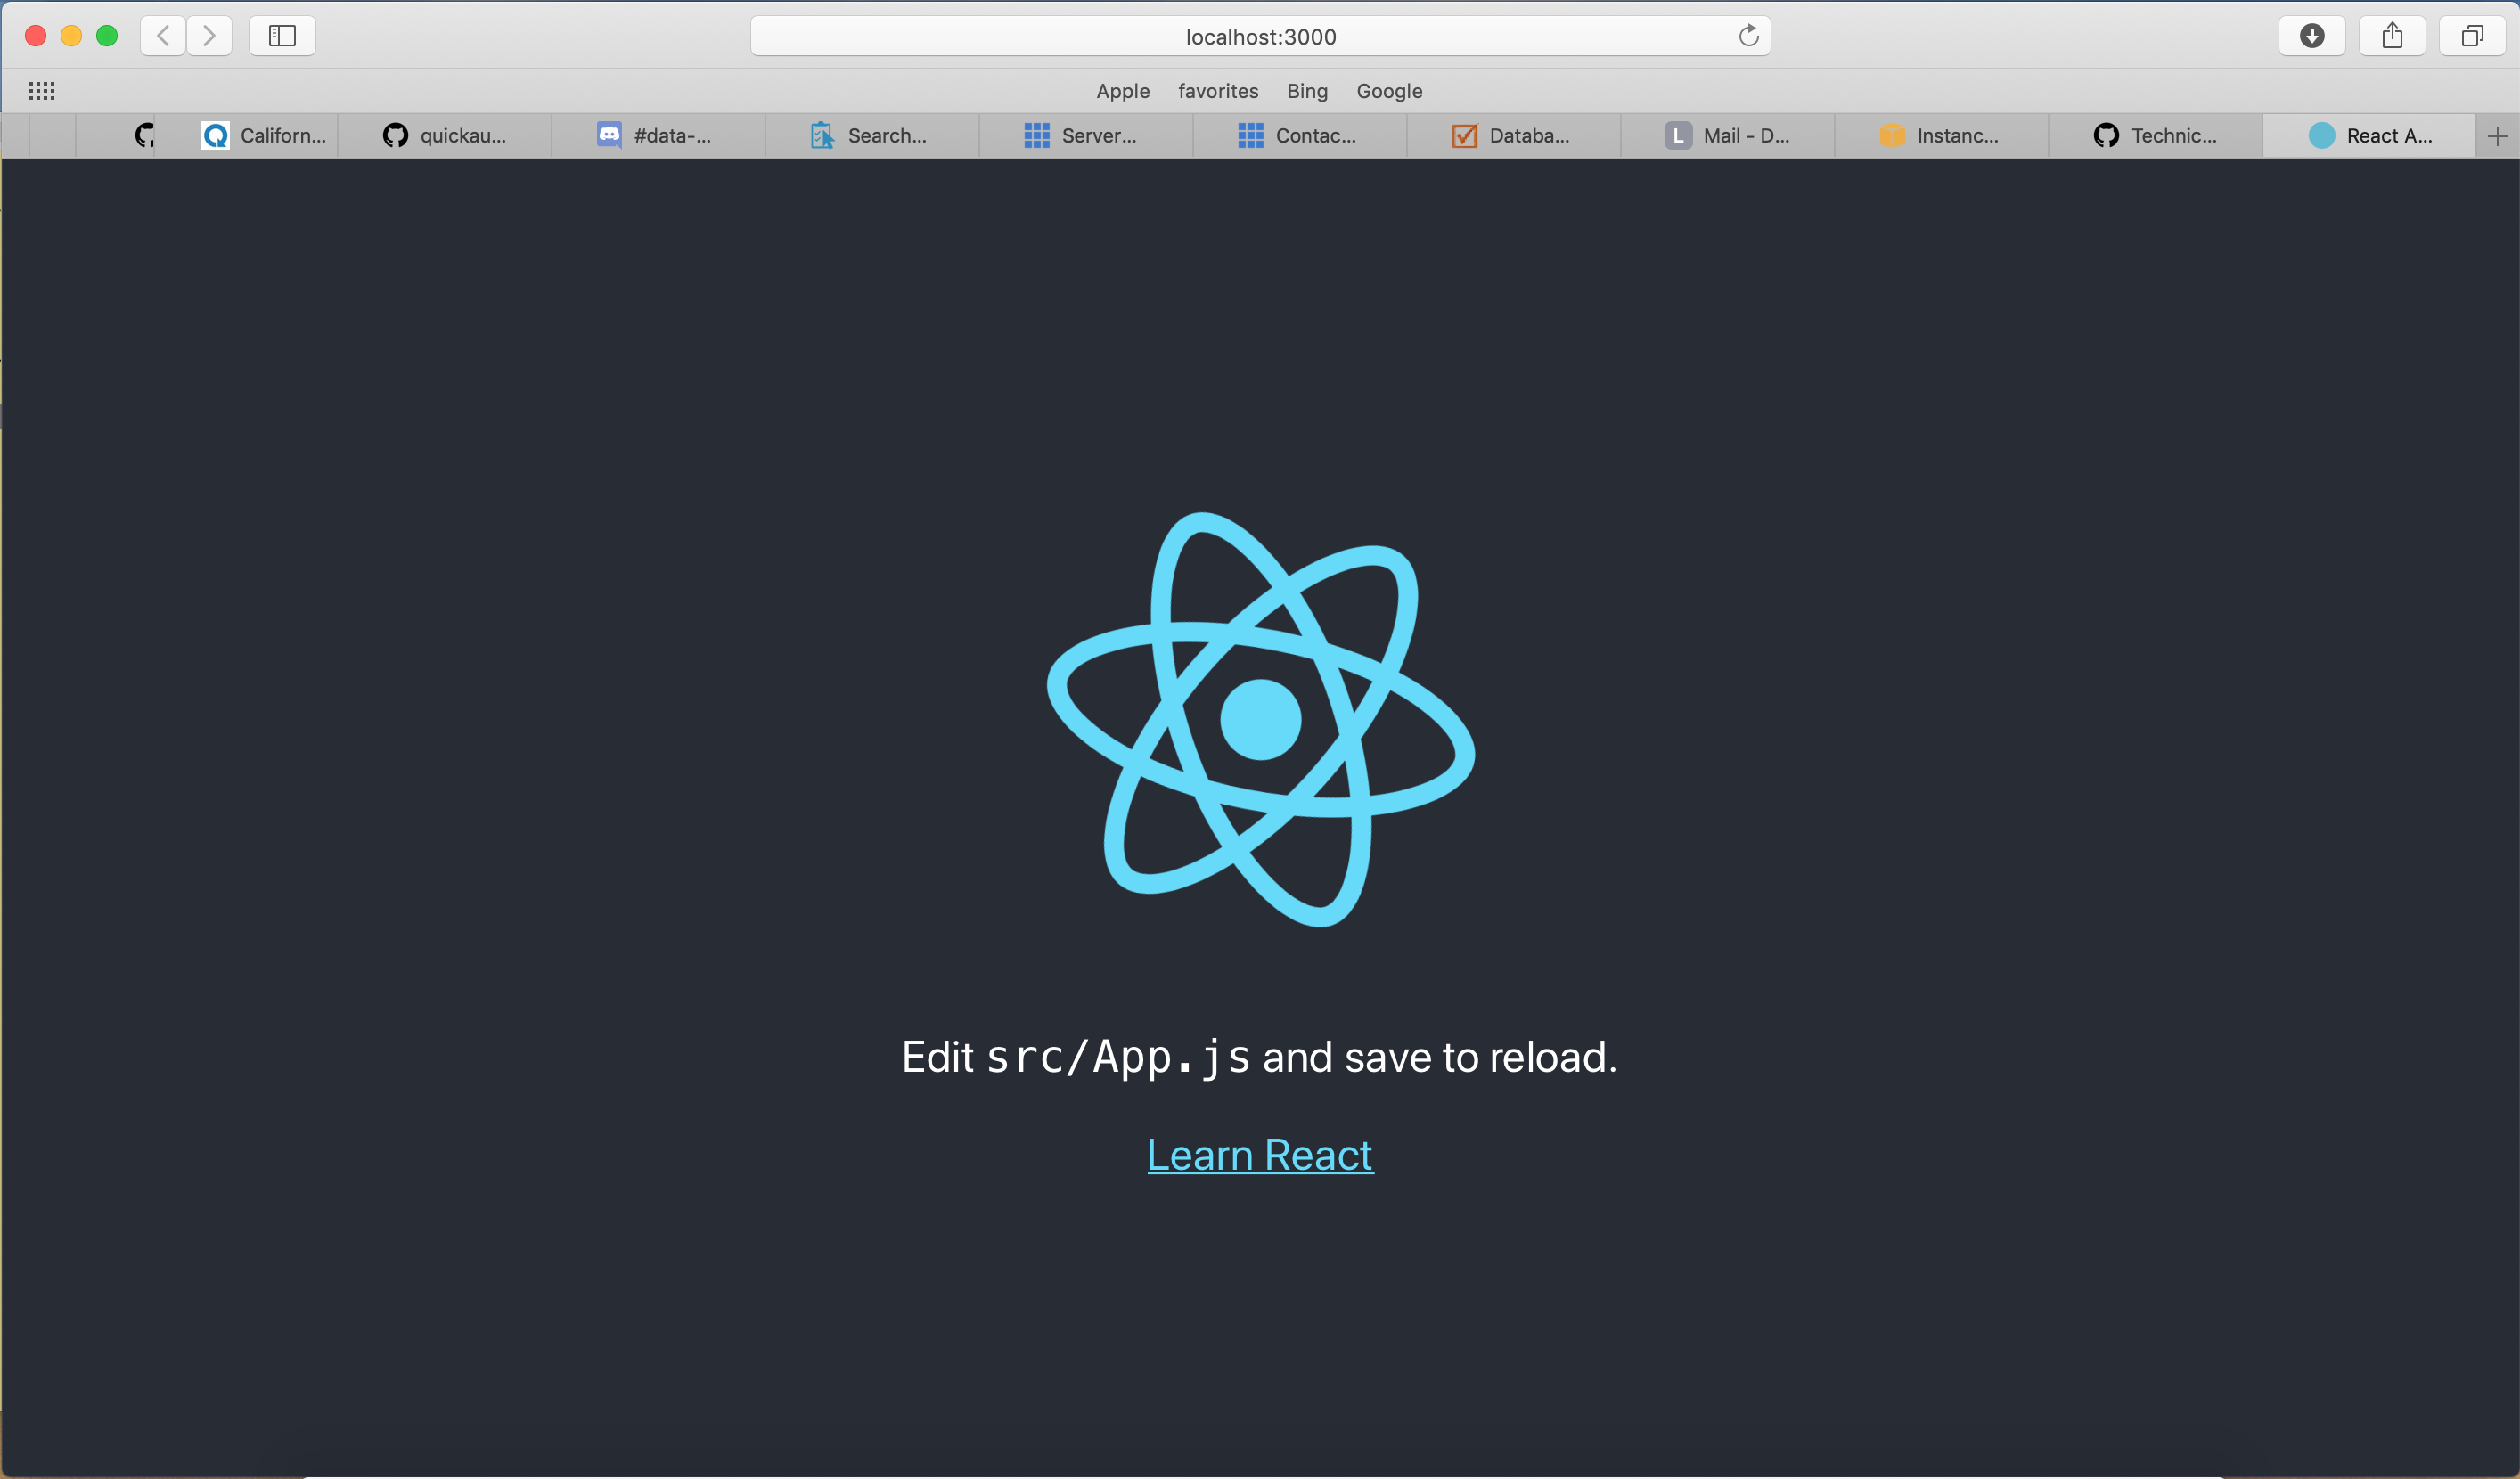 localhost:3000
Apple favorites Bing Google
Californ... quickau... #data-... Search... Server... Contac... Databa... L Mail - D... Instanc... Technic... React A...
Edit src/App.js and save to reload.
Learn React